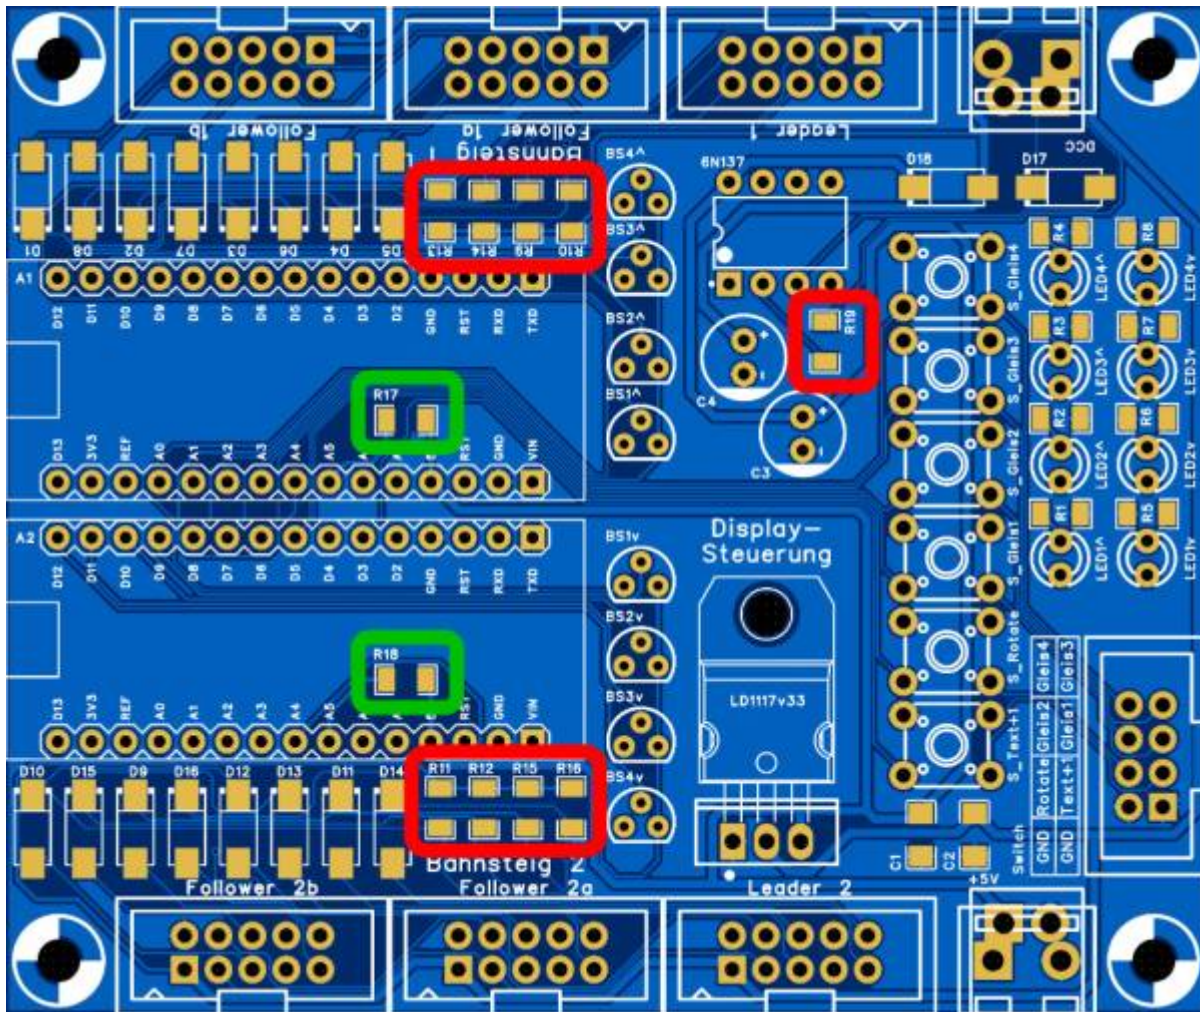 Follower 1b
Follower 1a
Leader 1
Bahnsteig 1
DCC
BS4^
6N137
D18
D17
D1
D8
D2
D7
D3
D6
D4
D5
R13
R14
R9
R10
BS3^
S_Gleis4
R4
LED4^
R8
LED4v
A1
D12
D11
D10
D9
D8
D7
D6
D5
D4
D3
D2
GND
RST
RXD
TXD
BS2^
R19
S_Gleis3
R3
LED3^
R7
LED3v
R17
BS1^
C4
+
-
C3
+
-
S_Gleis2
R2
LED2^
R6
LED2v
D13
3V3
REF
A0
A1
A2
A3
A4
A5
RST
GND
VIN
A2
D12
D11
D10
D9
D8
D7
D6
D5
D4
D3
D2
GND
RST
RXD
TXD
BS1v
Display-
Steuerung
S_Gleis1
R1
LED1^
R5
LED1v
BS2v
S_Rotate
R18
LD1117v33
BS3v
D13
3V3
REF
A0
A1
A2
A3
A4
A5
RST
GND
VIN
S_Text+1
GND Rotate Gleis2 Gleis4
GND Text+1 Gleis1 Gleis3
Switch
D10
D15
D9
D16
D12
D13
D11
D14
R11
R12
R15
R16
BS4v
C1
C2
+5V
Bahnsteig 2
Follower 2b
Follower 2a
Leader 2